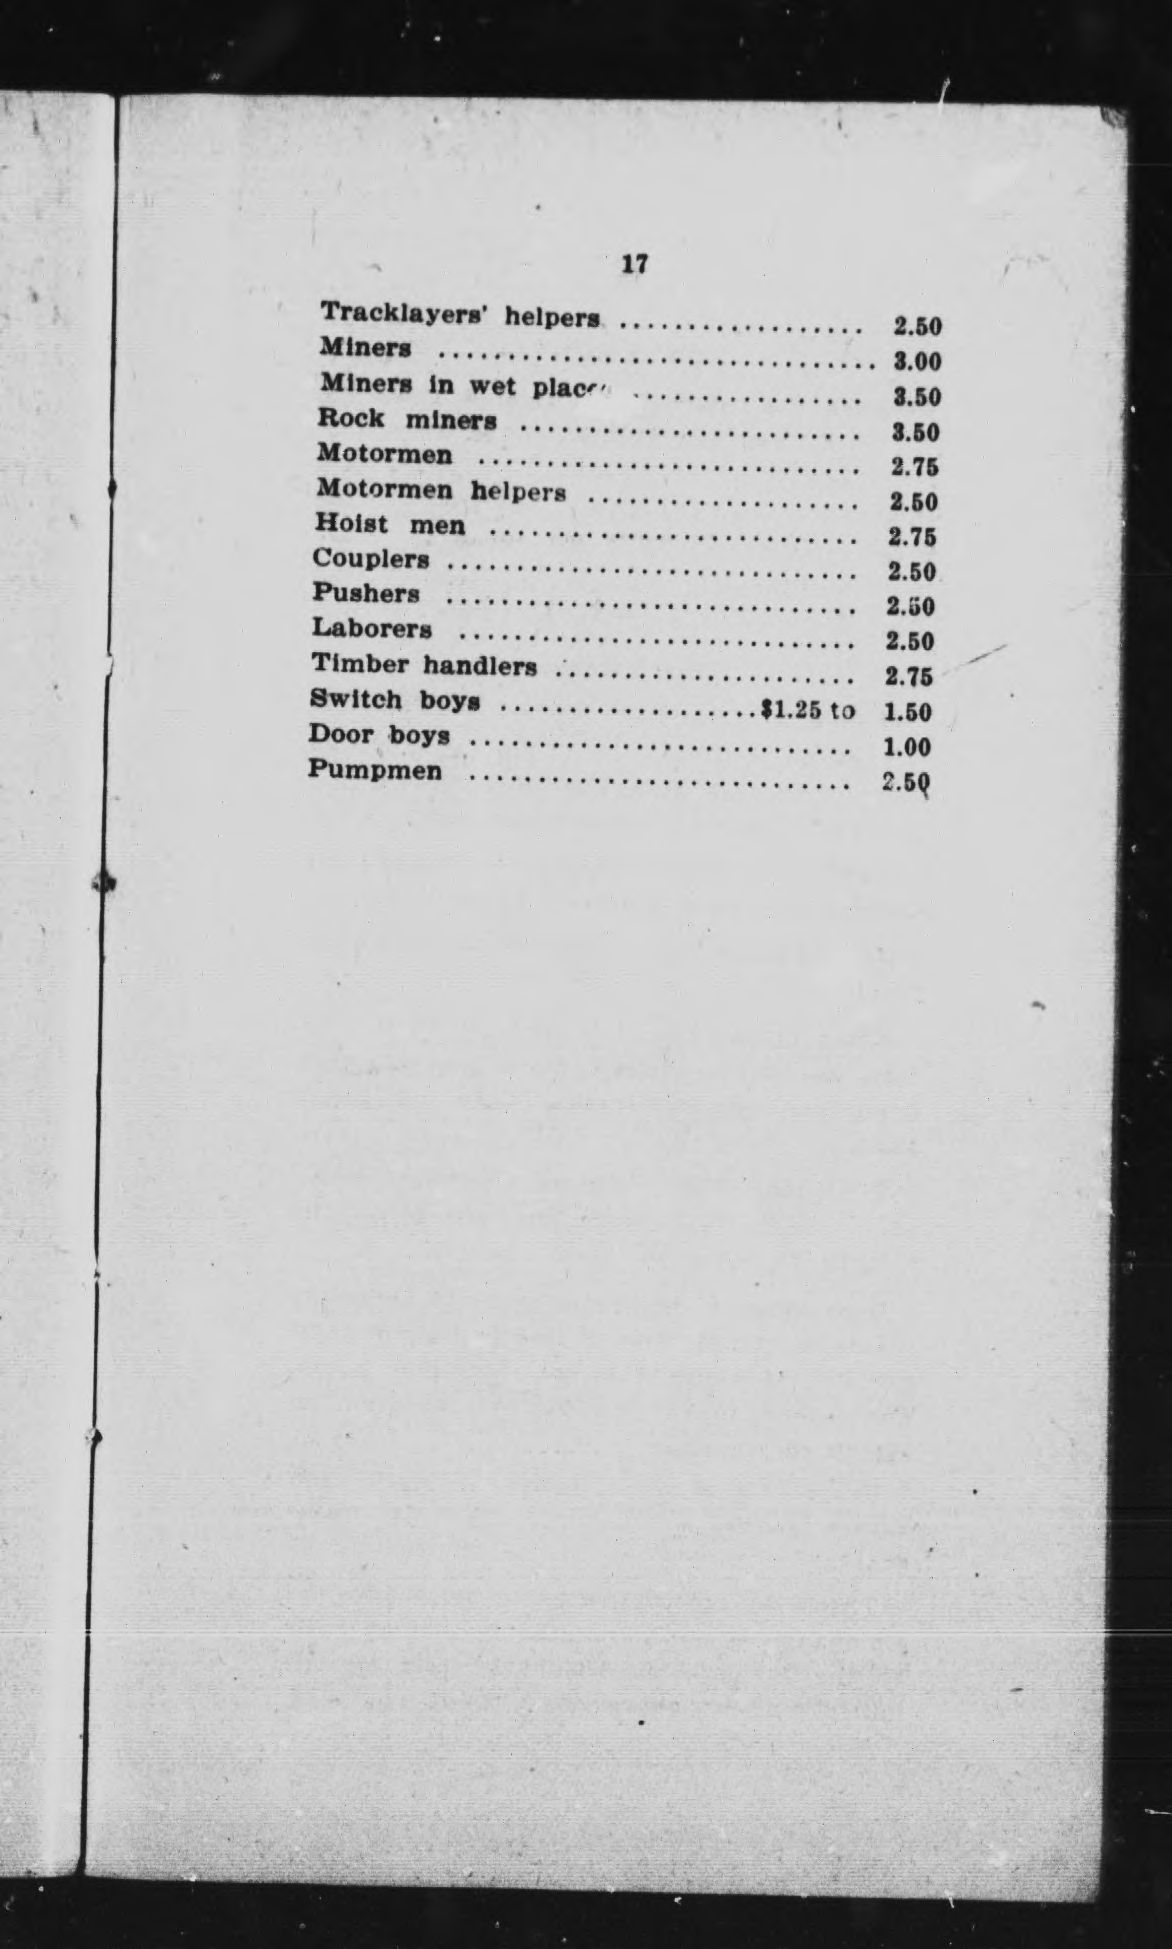 17
Tracklayers' helpers .................. 2.50
Miners ................................ 3.00
Miners in wet places ................. 3.50
Rock miners ......................... 3.50
Motormen ............................ 2.75
Motormen helpers .................... 2.50
Hoist men ........................... 2.75
Couplers .............................. 2.50
Pushers .............................. 2.50
Laborers ............................. 2.50
Timber handlers ...................... 2.75
Switch boys ...................$1.25 to 1.50
Door boys ............................ 1.00
Pumpmen ............................ 2.50